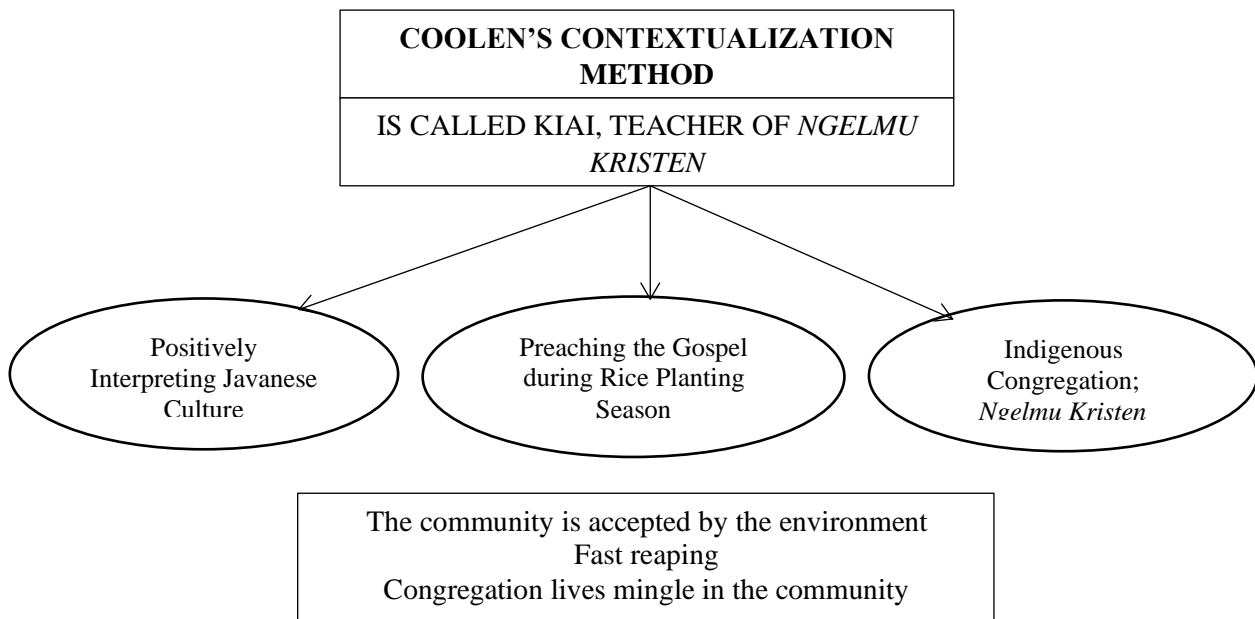 COOLEN'S CONTEXTUALIZATION
METHOD
IS CALLED KIAI, TEACHER OF NGELMU
KRISTEN
Positively
Interpreting Javanese
Culture
Preaching the Gospel
during Rice Planting
Season
Indigenous
Congregation;
Ngelmu Kristen
The community is accepted by the environment
Fast reaping
Congregation lives mingle in the community